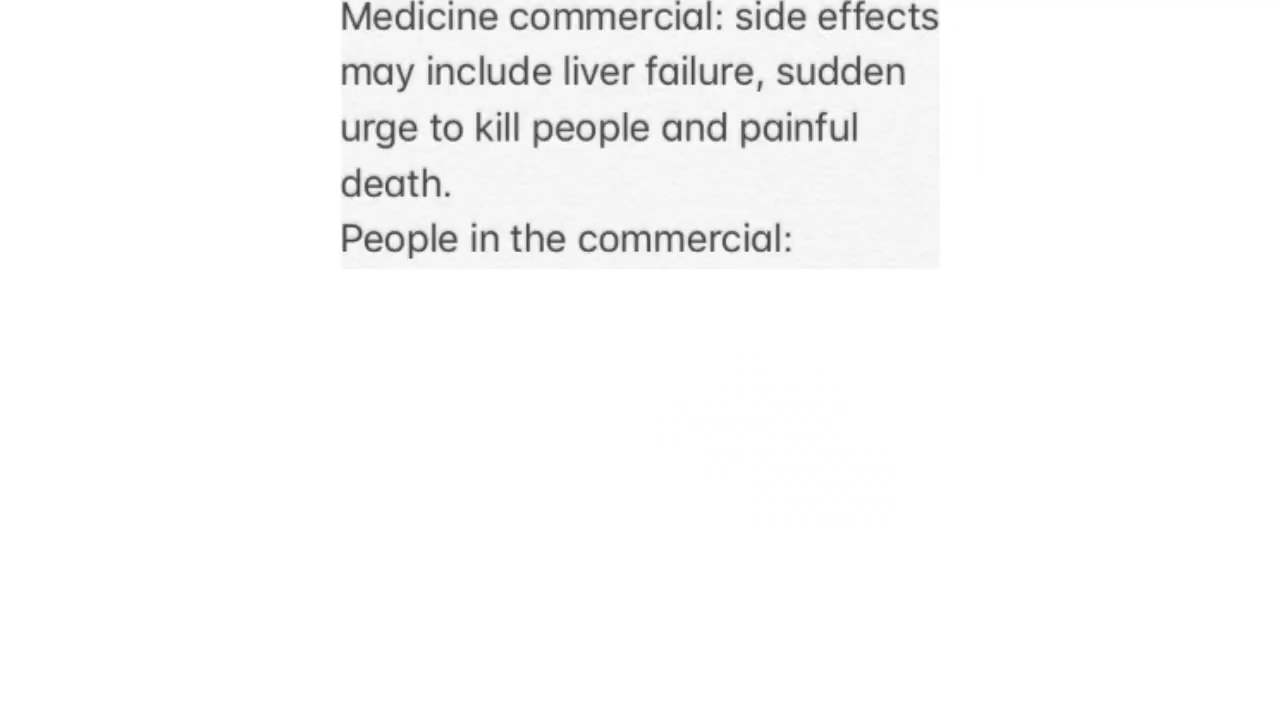 Medicine commercial: side effects
may include liver failure, sudden
urge to kill people and painful
death.
People in the commercial: